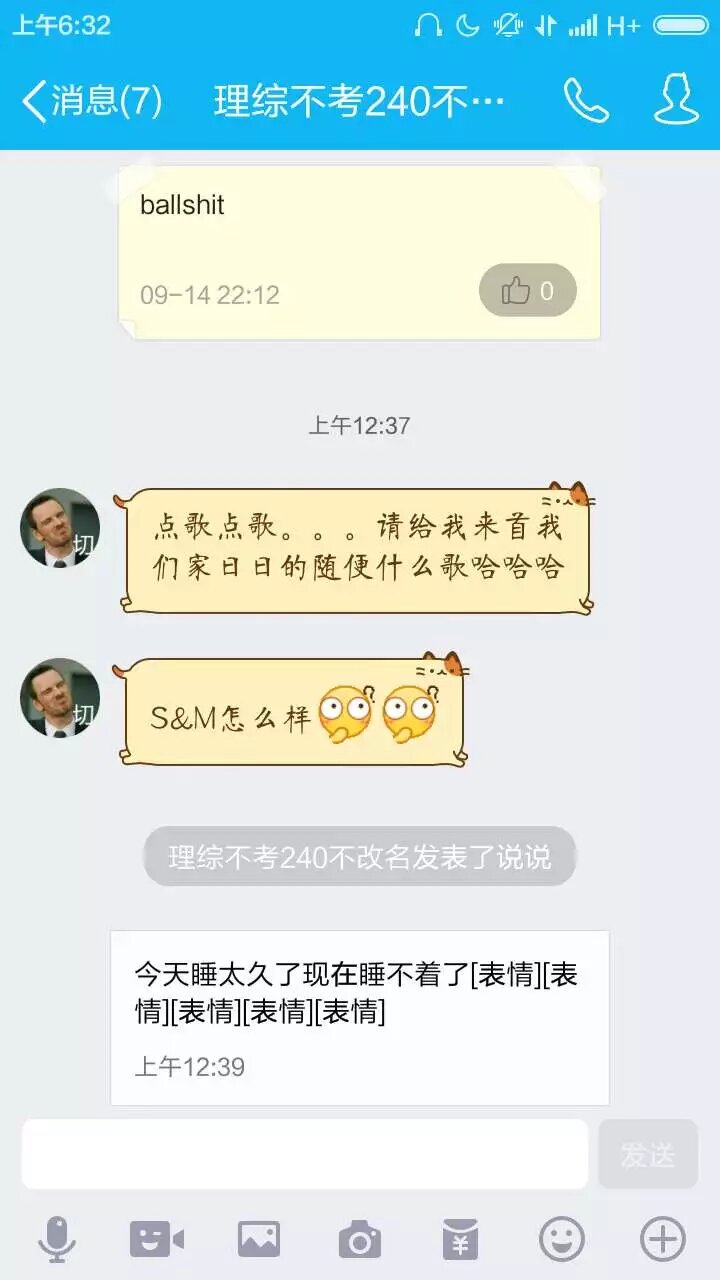 上午6:32 H+
消息(7) 理综不考240不…
ballshit
09-14 22:12 0
上午12:37
点歌点歌。。。请给我来首我
们家日日的随便什么歌哈哈哈
切
S&M怎么样
切
理综不考240不改名发表了说说
今天睡太久了现在睡不着了[表情][表
情][表情][表情][表情]
上午12:39
发送